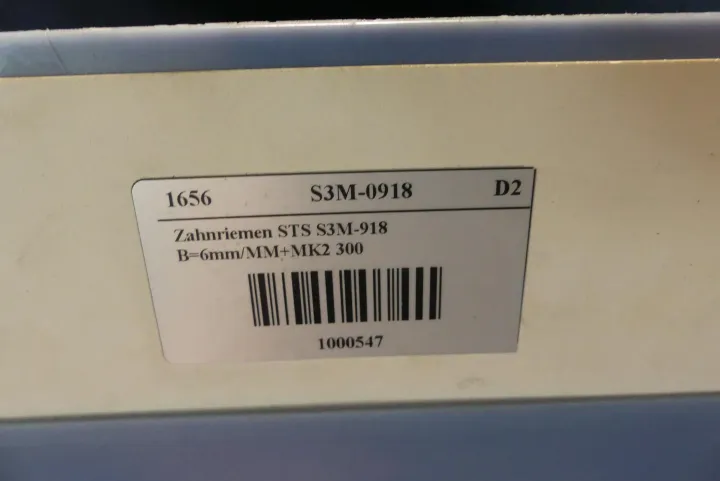 1656 S3M-0918 D2
Zahnriemen STS S3M-918
B=6mm/MM+MK2 300
1000547